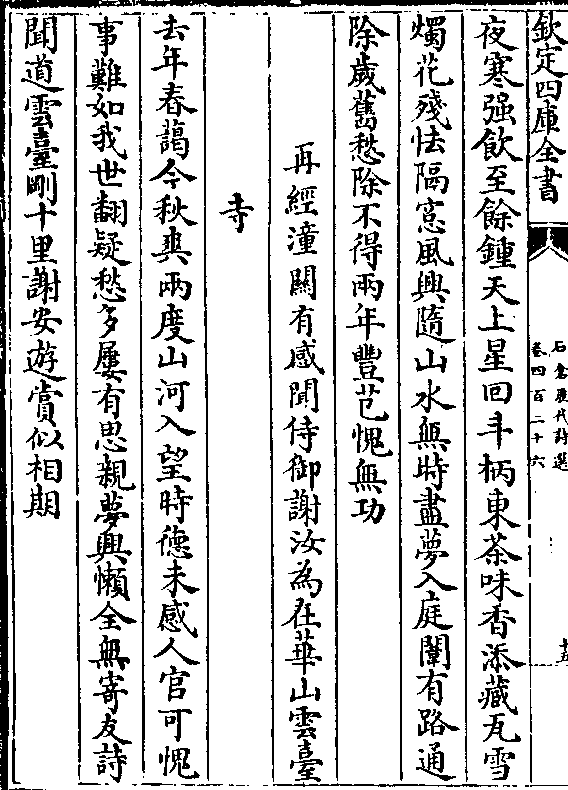 欽定四庫全書
石倉歷代詩選
卷四百二十六
夜寒强飲至餘鍾天上星回斗柄東茶味香添藏瓦雪
燭花殘怯隔窓風興隨山水無時盡夢入庭闈有路通
除歲舊愁除不得兩年豐芑愧無功
再經潼關有感聞侍御謝汝為在華山雲臺
寺
去年春藹今秋爽兩度山河入望時德未感人官可愧
事難如我世翻疑愁多屢有思親夢興懶全無寄友詩
聞道雲臺剛十里謝安遊賞似相期